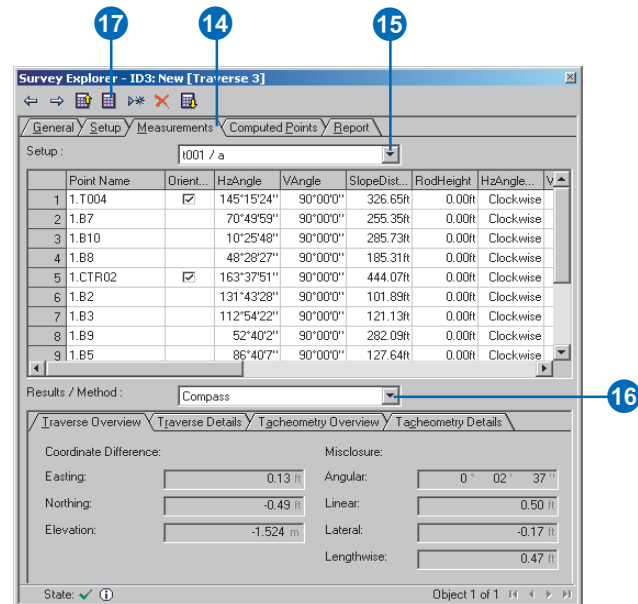 17 14 15
Survey Explorer - ID3: New [Traverse 3]
General Setup Measurements Computed Points Report
Setup : t001 / a
Point Name Orient... HzAngle VAngle SlopeDist... RodHeight HzAngle... V
1 1.T004 145°15'24" 90°00'0" 326.65ft 0.00ft Clockwise
2 1.B7 70°49'59" 90°00'0" 255.35ft 0.00ft Clockwise
3 1.B10 10°25'48" 90°00'0" 285.73ft 0.00ft Clockwise
4 1.B8 48°28'27" 90°00'0" 185.31ft 0.00ft Clockwise
5 1.CTR02 163°37'51" 90°00'0" 444.07ft 0.00ft Clockwise
6 1.B2 131°43'28" 90°00'0" 101.89ft 0.00ft Clockwise
7 1.B3 112°54'22" 90°00'0" 121.13ft 0.00ft Clockwise
8 1.B9 52°40'2" 90°00'0" 282.09ft 0.00ft Clockwise
9 1.B5 86°40'7" 90°00'0" 127.64ft 0.00ft Clockwise
Results / Method : Compass 16
Traverse Overview Traverse Details Tacheometry Overview Tacheometry Details
Coordinate Difference: Misclosure:
Easting: 0.13 ft Angular: 0 ° 02 ' 37 "
Northing: -0.49 ft Linear: 0.50 ft
Elevation: -1.524 m Lateral: -0.17 ft
Lengthwise: 0.47 ft
State: Object 1 of 1